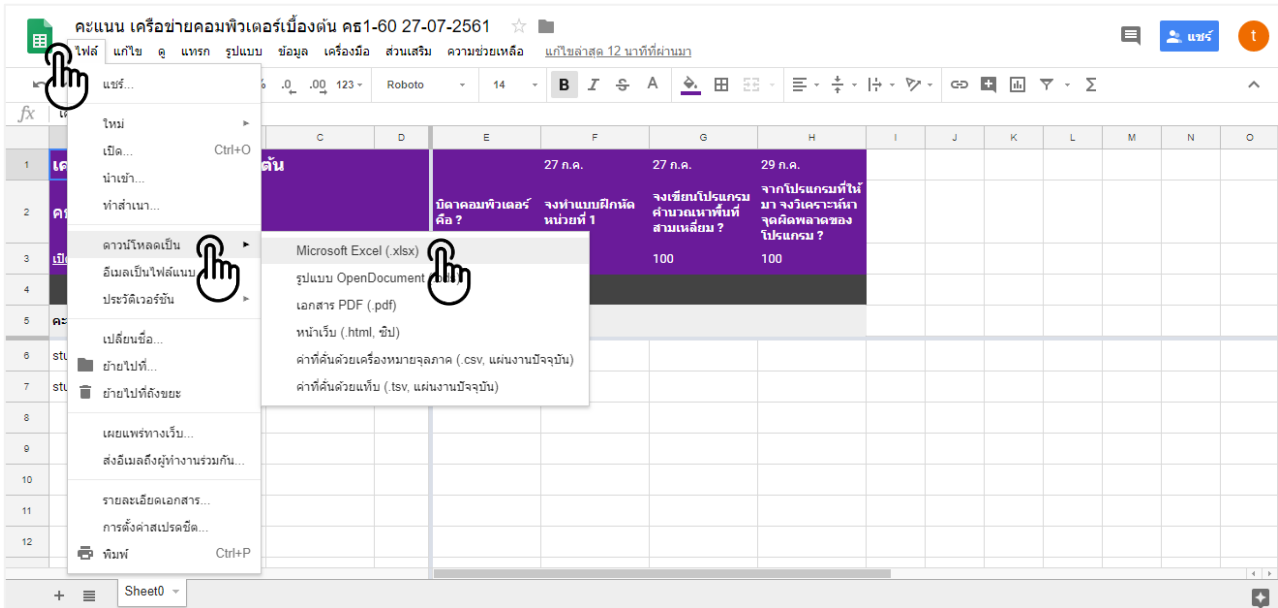 คะแนน เครือข่ายคอมพิวเตอร์เบื้องต้น คธ1-60 27-07-2561
ไฟล์ แก้ไข ดู แทรก รูปแบบ ข้อมูล เครื่องมือ ส่วนเสริม ความช่วยเหลือ แก้ไขล่าสุด 12 นาทีที่ผ่านมา
แชร์
t
.0 .00 123 Roboto 14 B I S A
fx
C D E F G H I J K L M N O
แชร์...
ใหม่
เปิด... Ctrl+O
นำเข้า...
ทำสำเนา...
ดาวน์โหลดเป็น
อีเมลเป็นไฟล์แนบ
ประวัติเวอร์ชัน
เปลี่ยนชื่อ...
ย้ายไปที่...
ย้ายไปที่ถังขยะ
เผยแพร่ทางเว็บ...
ส่งอีเมลถึงผู้ทำงานร่วมกัน...
รายละเอียดเอกสาร...
การตั้งค่าสเปรดชีต...
พิมพ์ Ctrl+P
Microsoft Excel (.xlsx)
รูปแบบ OpenDocument
เอกสาร PDF (.pdf)
หน้าเว็บ (.html, ซิป)
ค่าที่คั่นด้วยเครื่องหมายจุลภาค (.csv, แผ่นงานปัจจุบัน)
ค่าที่คั่นด้วยแท็บ (.tsv, แผ่นงานปัจจุบัน)
1 27 ก.ค. 27 ก.ค. 29 ก.ค.
2
บิดาคอมพิวเตอร์
คือ ?
จงทำแบบฝึกหัด
หน่วยที่ 1
จงเขียนโปรแกรม
คำนวณหาพื้นที่
สามเหลี่ยม ?
จากโปรแกรมที่ให้
มา จงวิเคราะห์หา
จุดผิดพลาดของ
โปรแกรม ?
3 100 100
4
5
6
7
8
9
10
11
12
Sheet0